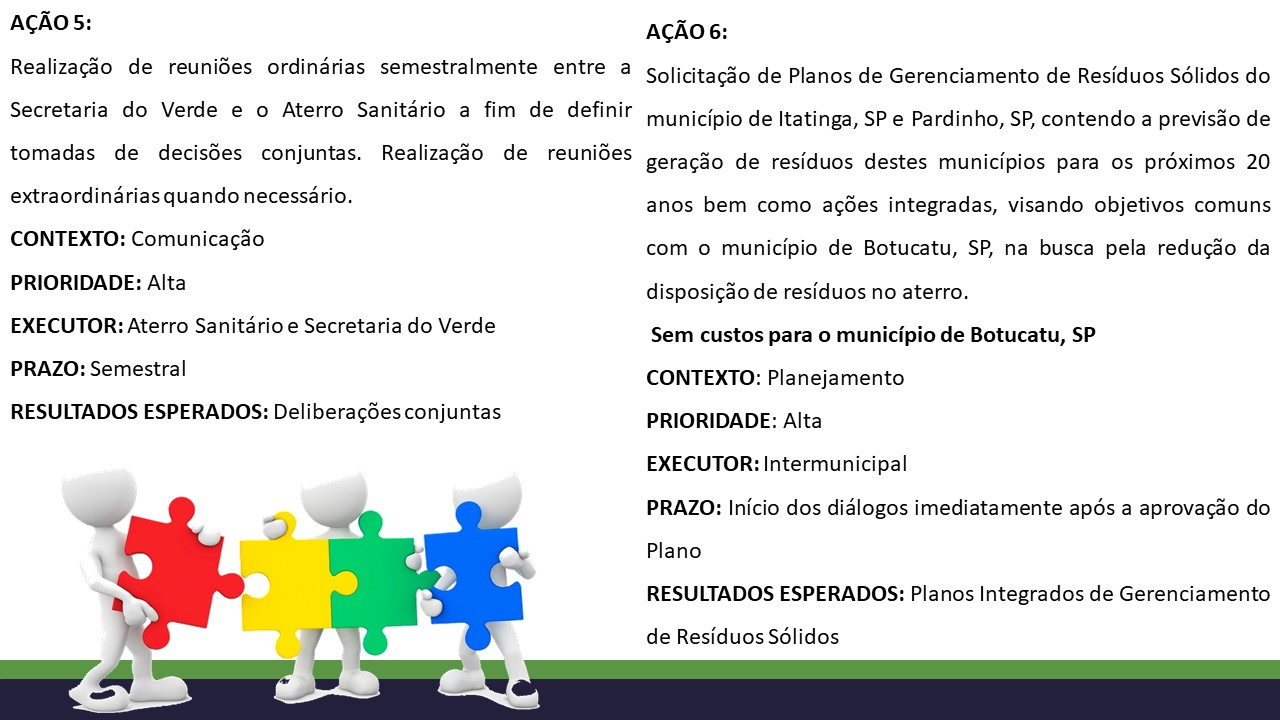 AÇÃO 5:
Realização de reuniões ordinárias semestralmente entre a
Secretaria do Verde e o Aterro Sanitário a fim de definir
tomadas de decisões conjuntas. Realização de reuniões
extraordinárias quando necessário.
CONTEXTO: Comunicação
PRIORIDADE: Alta
EXECUTOR: Aterro Sanitário e Secretaria do Verde
PRAZO: Semestral
RESULTADOS ESPERADOS: Deliberações conjuntas
AÇÃO 6:
Solicitação de Planos de Gerenciamento de Resíduos Sólidos do
município de Itatinga, SP e Pardinho, SP, contendo a previsão de
geração de resíduos destes municípios para os próximos 20
anos bem como ações integradas, visando objetivos comuns
com o município de Botucatu, SP, na busca pela redução da
disposição de resíduos no aterro.
Sem custos para o município de Botucatu, SP
CONTEXTO: Planejamento
PRIORIDADE: Alta
EXECUTOR: Intermunicipal
PRAZO: Início dos diálogos imediatamente após a aprovação do
Plano
RESULTADOS ESPERADOS: Planos Integrados de Gerenciamento
de Resíduos Sólidos